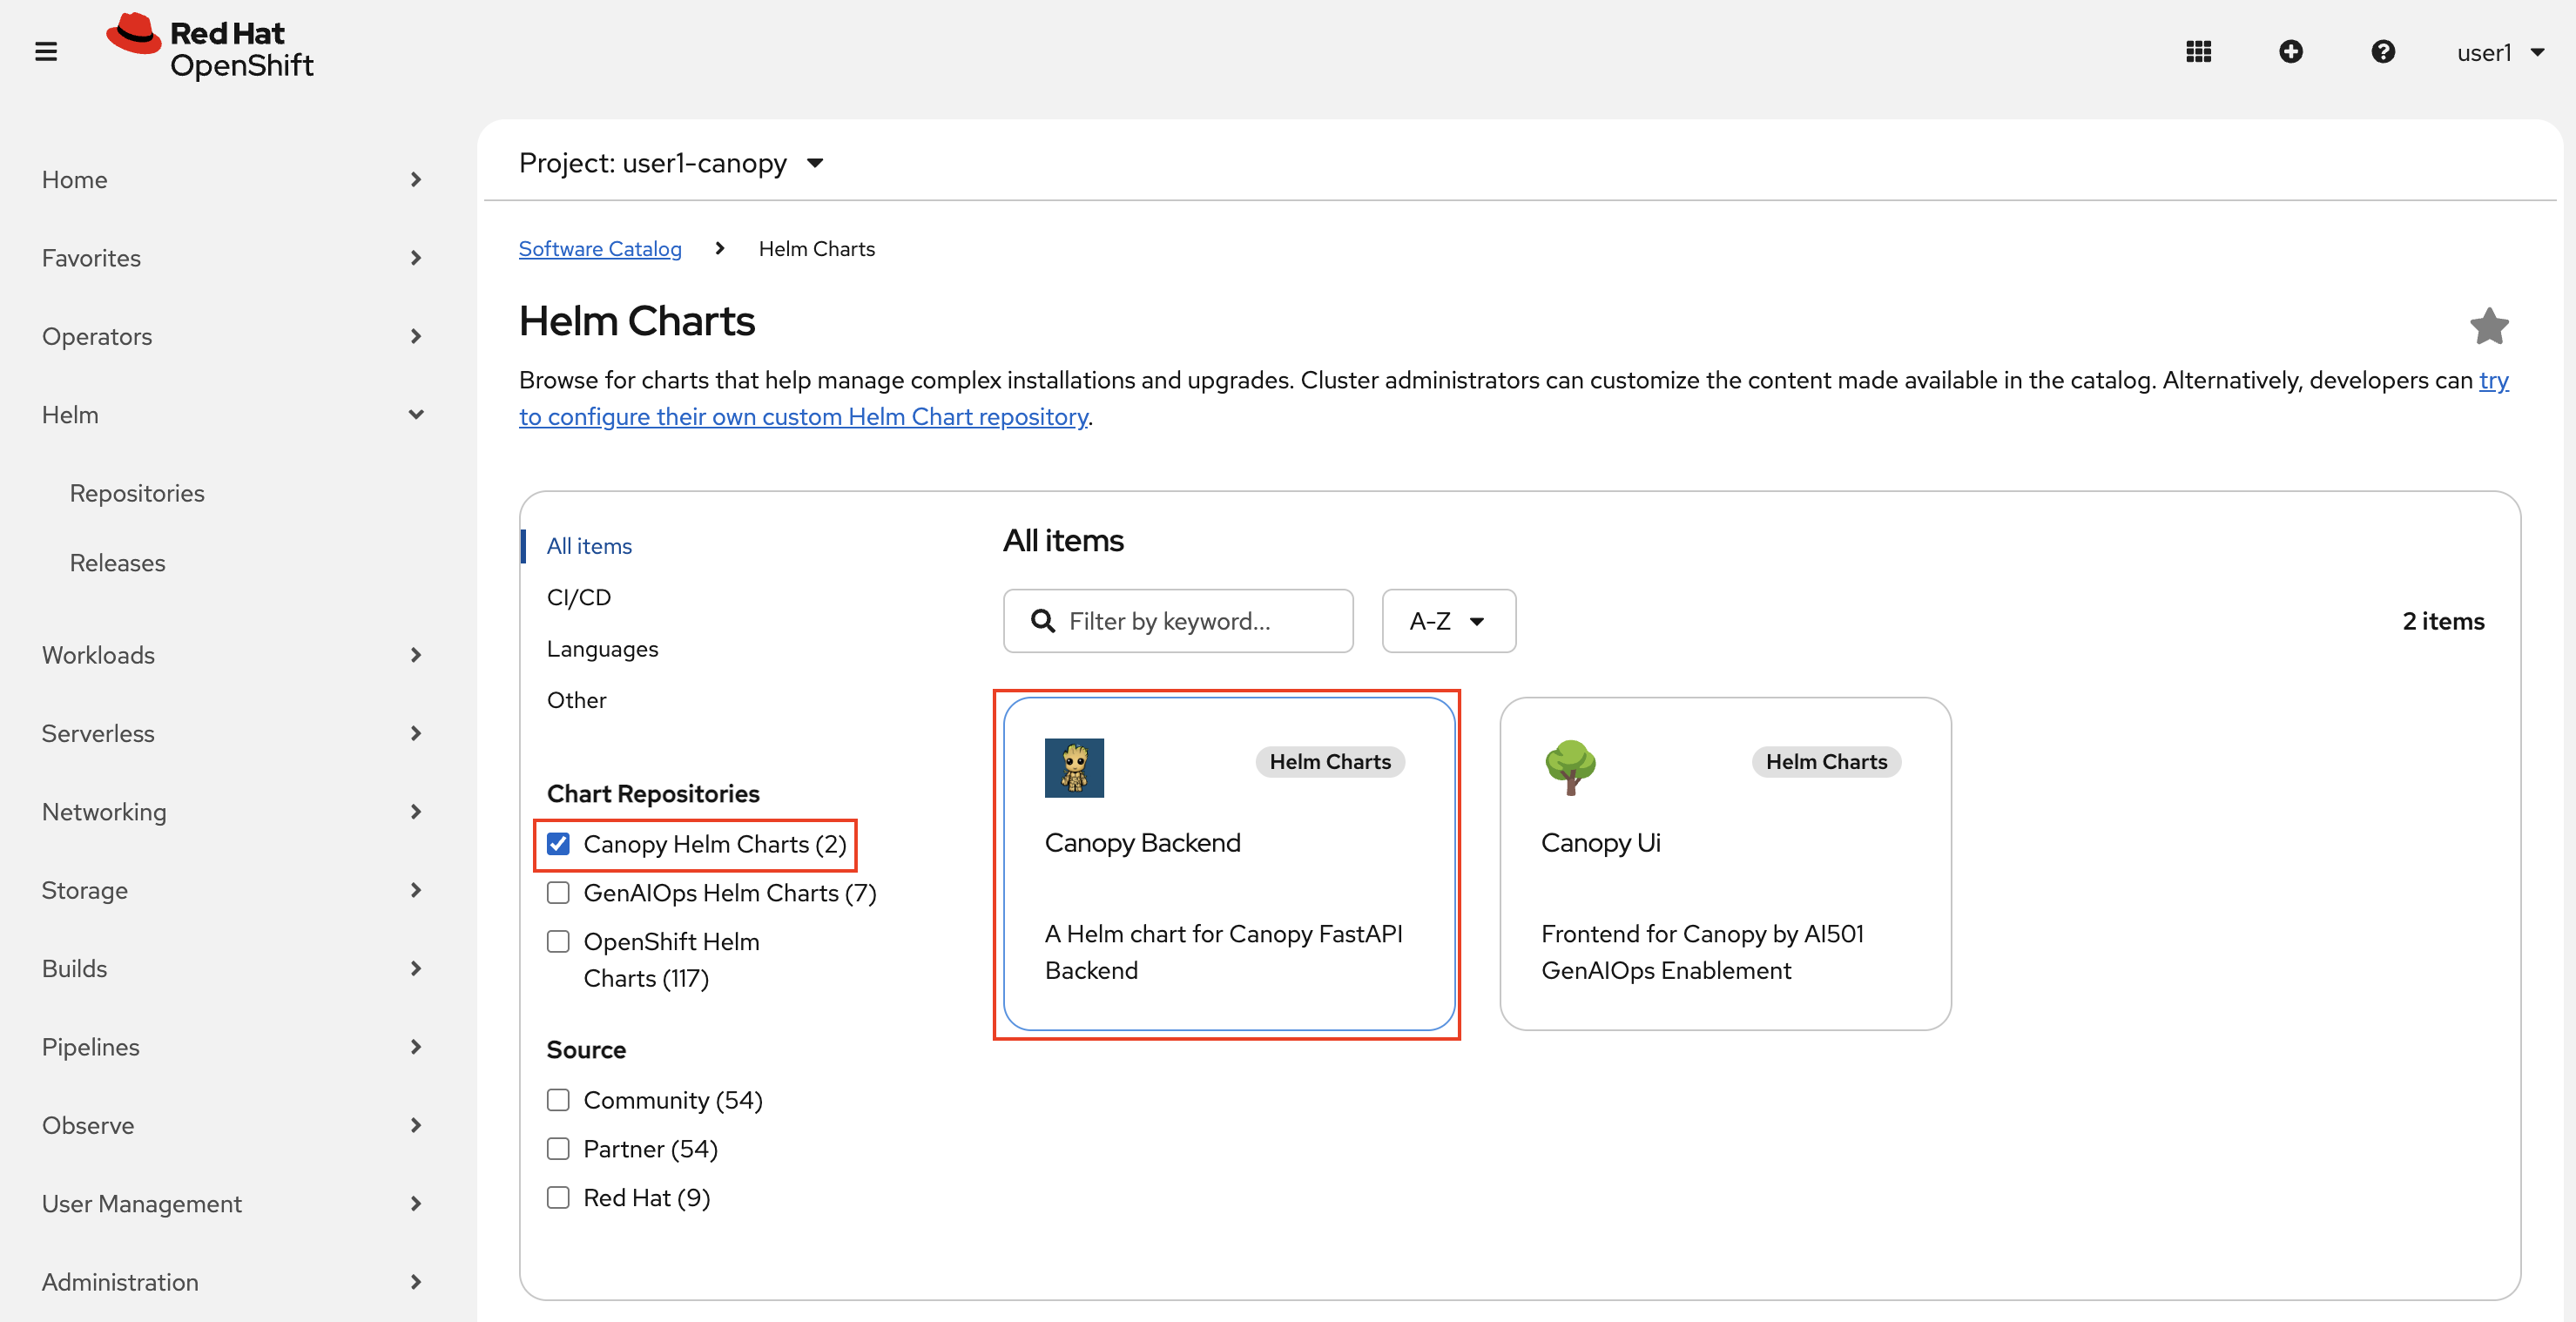 Red Hat
OpenShift
user1
Home
Favorites
Operators
Helm
Repositories
Releases
Workloads
Serverless
Networking
Storage
Builds
Pipelines
Observe
User Management
Administration
Project: user1-canopy
Software Catalog
Helm Charts
Helm Charts
Browse for charts that help manage complex installations and upgrades. Cluster administrators can customize the content made available in the catalog. Alternatively, developers can try
to configure their own custom Helm Chart repository.
All items
CI/CD
Languages
Other
Chart Repositories
Canopy Helm Charts (2)
GenAIOps Helm Charts (7)
OpenShift Helm
Charts (117)
Source
Community (54)
Partner (54)
Red Hat (9)
All items
Filter by keyword...
A-Z
2 items
Helm Charts
Canopy Backend
A Helm chart for Canopy FastAPI
Backend
Helm Charts
Canopy Ui
Frontend for Canopy by AI501
GenAIOps Enablement